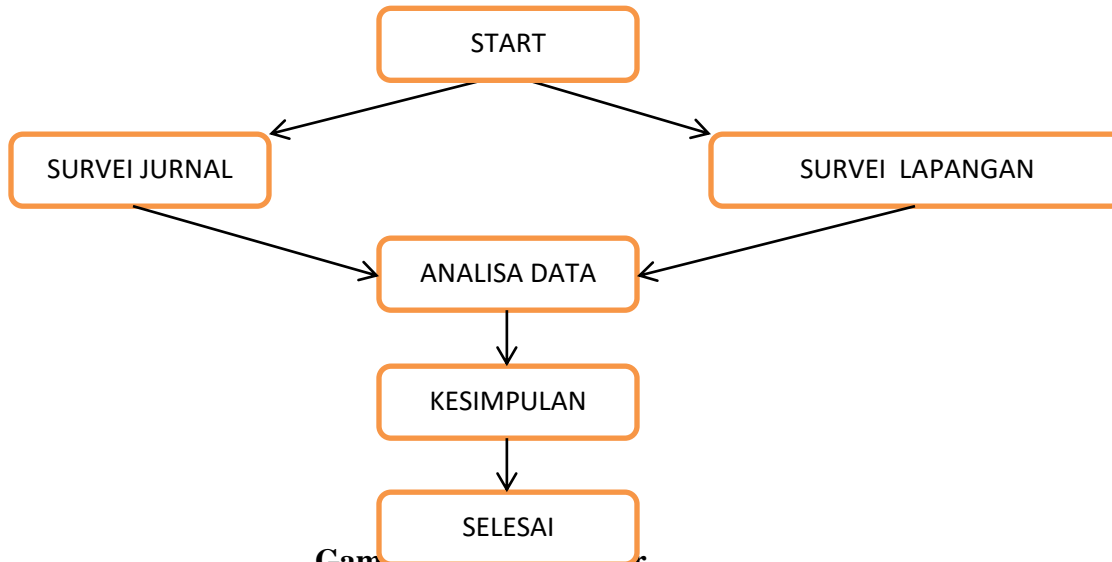 START
SURVEI JURNAL
SURVEI LAPANGAN
ANALISA DATA
KESIMPULAN
SELESAI